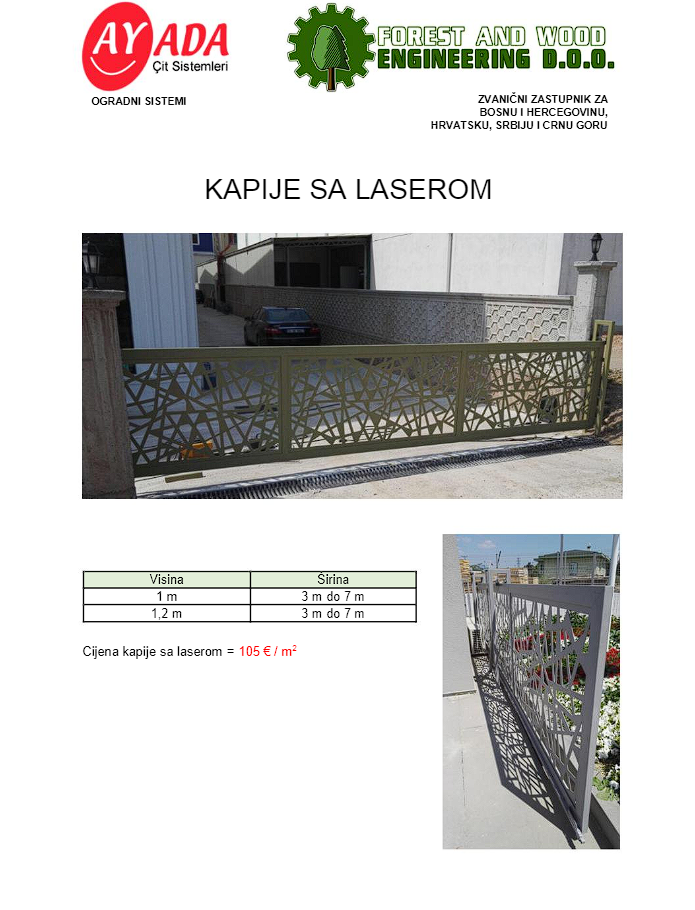 AYADA
Çit Sistemleri
FOREST AND WOOD
ENGINEERING D.O.O.
OGRADNI SISTEMI
ZVANIČNI ZASTUPNIK ZA
BOSNU I HERCEGOVINU,
HRVATSKU, SRBIJU I CRNU GORU
KAPIJE SA LASEROM
Visina Širina
1 m 3 m do 7 m
1,2 m 3 m do 7 m
Cijena kapije sa laserom = 105 € / m²